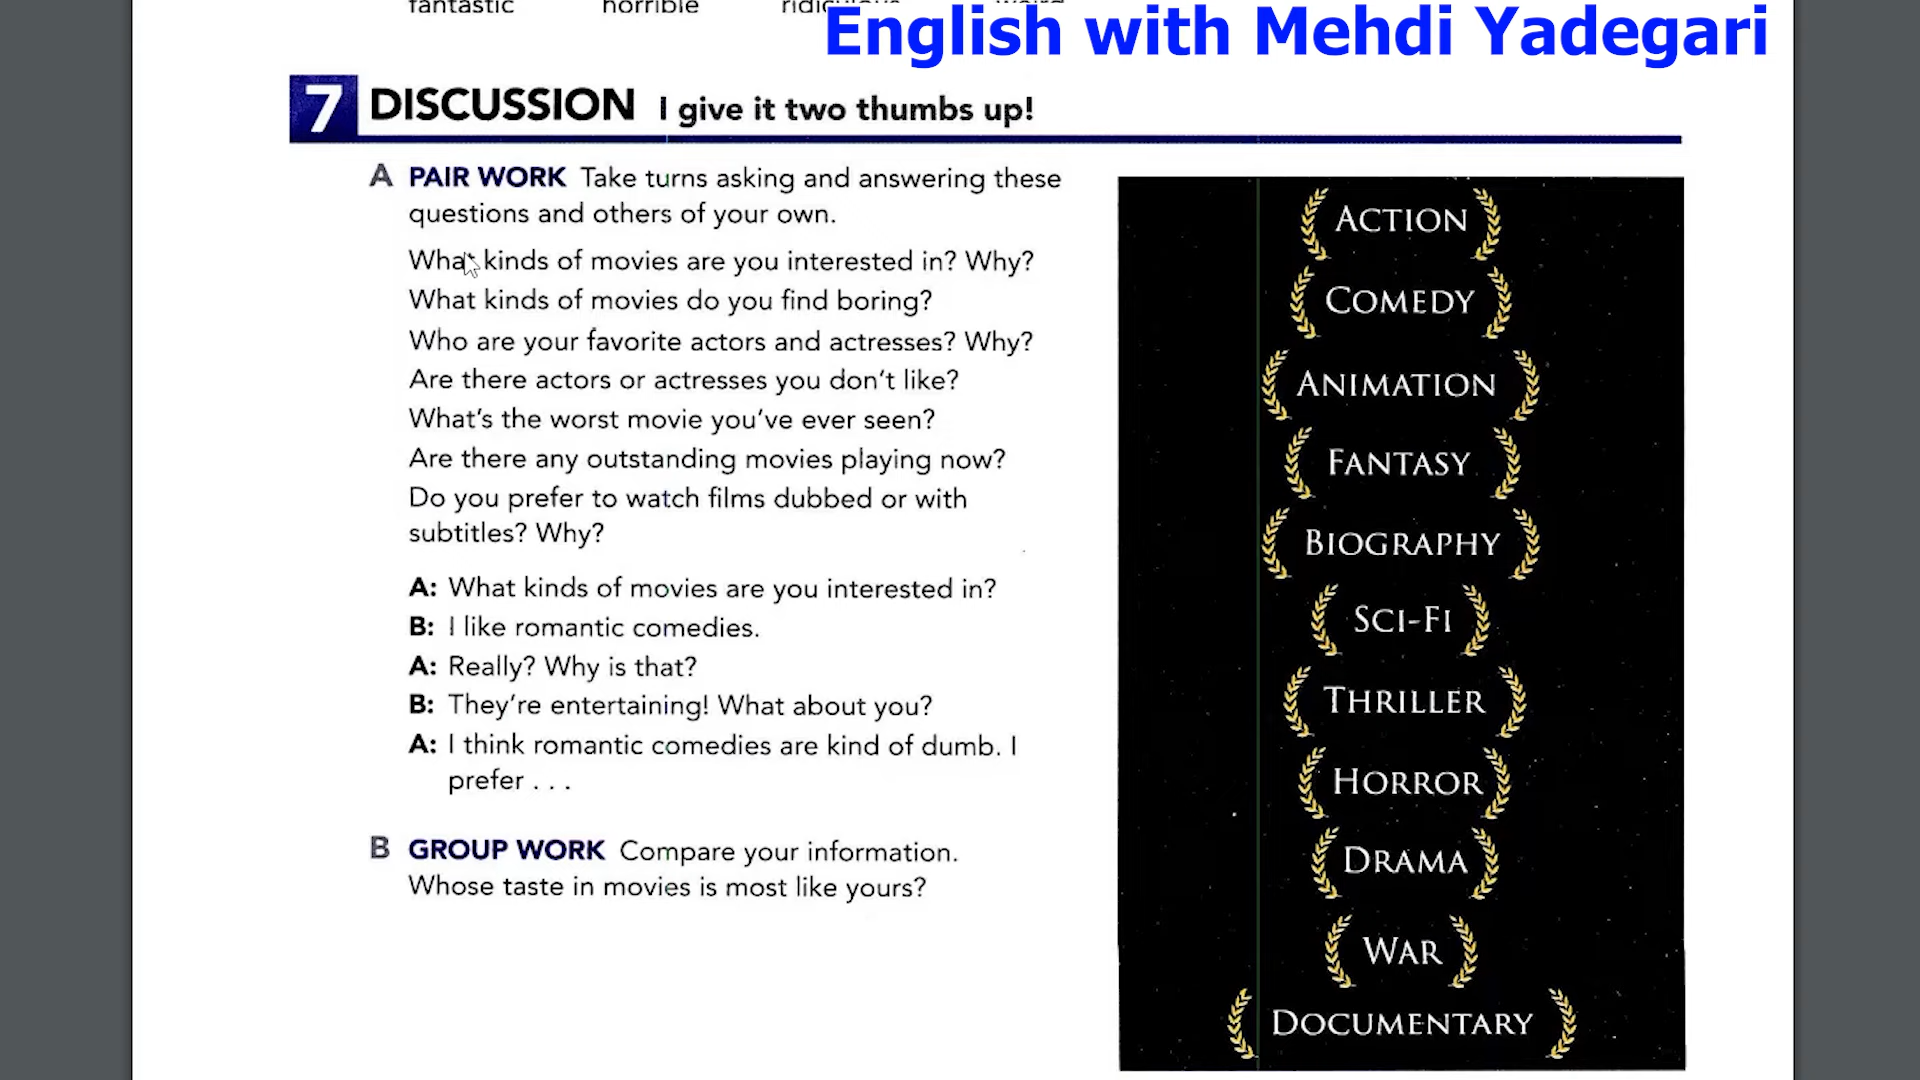 fantastic horrible
English with Mehdi Yadegari
7 DISCUSSION I give it two thumbs up!
A PAIR WORK Take turns asking and answering these
questions and others of your own.
What kinds of movies are you interested in? Why?
What kinds of movies do you find boring?
Who are your favorite actors and actresses? Why?
Are there actors or actresses you don't like?
What's the worst movie you've ever seen?
Are there any outstanding movies playing now?
Do you prefer to watch films dubbed or with
subtitles? Why?
A: What kinds of movies are you interested in?
B: I like romantic comedies.
A: Really? Why is that?
B: They're entertaining! What about you?
A: I think romantic comedies are kind of dumb. I
prefer . . .
B GROUP WORK Compare your information.
Whose taste in movies is most like yours?
ACTION
COMEDY
ANIMATION
FANTASY
BIOGRAPHY
SCI-FI
THRILLER
HORROR
DRAMA
WAR
DOCUMENTARY